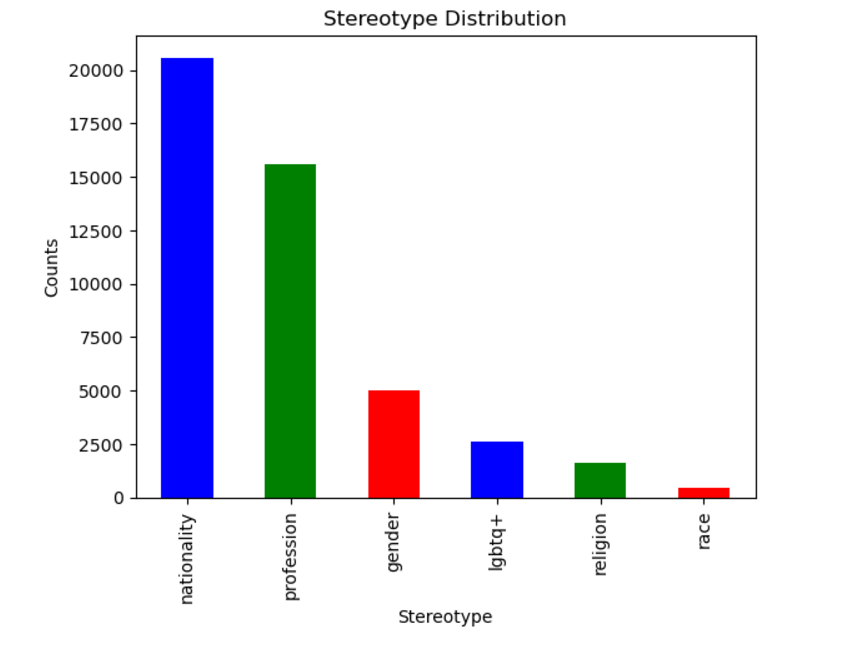 Stereotype Distribution
Counts
20000
17500
15000
12500
10000
7500
5000
2500
0
nationality
profession
gender
lgbtq+
religion
race
Stereotype